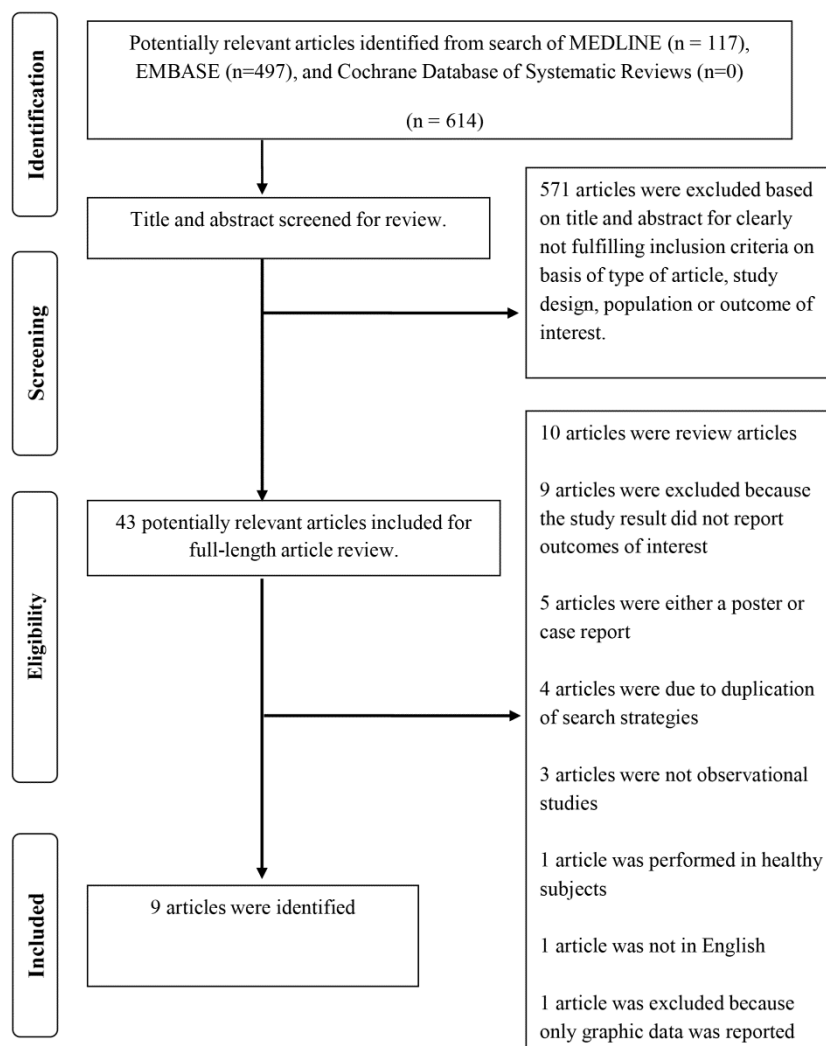 Identification
Potentially relevant articles identified from search of MEDLINE (n = 117),
EMBASE (n=497), and Cochrane Database of Systematic Reviews (n=0)
(n = 614)
Title and abstract screened for review.
571 articles were excluded based
on title and abstract for clearly
not fulfilling inclusion criteria on
basis of type of article, study
design, population or outcome of
interest.
Screening
Eligibility
43 potentially relevant articles included for
full-length article review.
10 articles were review articles
9 articles were excluded because
the study result did not report
outcomes of interest
5 articles were either a poster or
case report
4 articles were due to duplication
of search strategies
3 articles were not observational
studies
1 article was performed in healthy
subjects
1 article was not in English
1 article was excluded because
only graphic data was reported
Included
9 articles were identified